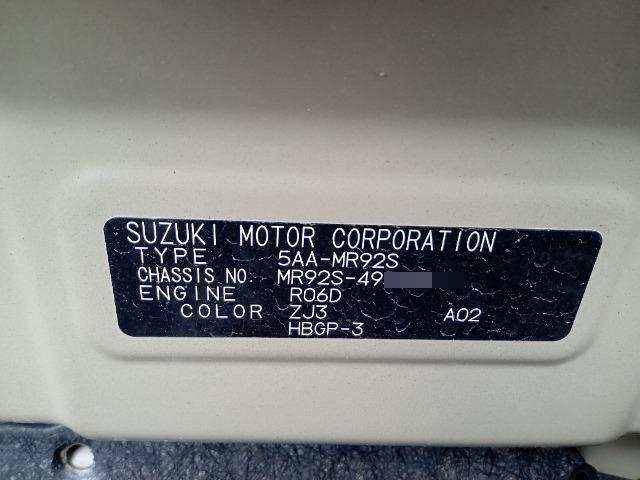 SUZUKI MOTOR CORPORATION
TYPE 5AA-MR92S
CHASSIS NO. MR92S-49
ENGINE R06D
COLOR ZJ3 A02
HBGP-3